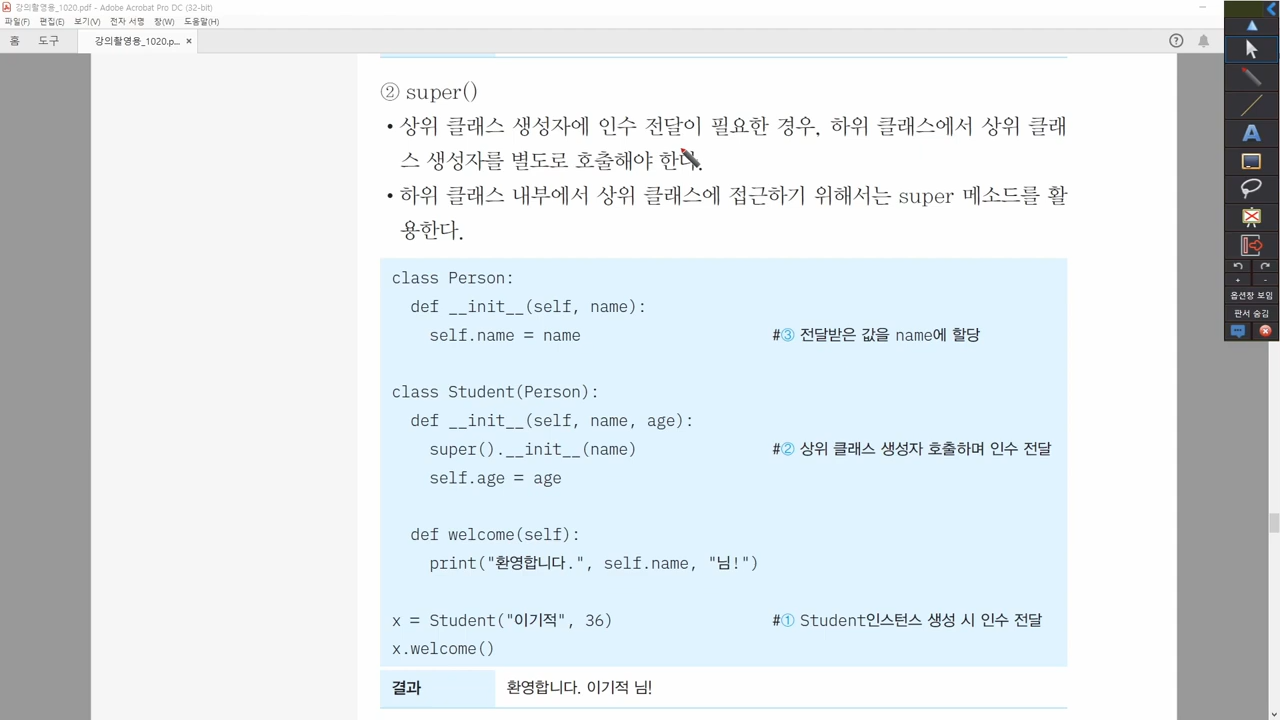 강의촬영용_1020.pdf - Adobe Acrobat Pro DC (32-bit)
파일(F) 편집(E) 보기(V) 전자 서명 창(W) 도움말(H)
홈 도구 강의촬영용_1020.p... ×
② super()
• 상위 클래스 생성자에 인수 전달이 필요한 경우, 하위 클래스에서 상위 클래
스 생성자를 별도로 호출해야 한다.
• 하위 클래스 내부에서 상위 클래스에 접근하기 위해서는 super 메소드를 활
용한다.
class Person:
def __init__(self, name):
self.name = name #③ 전달받은 값을 name에 할당
class Student(Person):
def __init__(self, name, age):
super().__init__(name) #② 상위 클래스 생성자 호출하며 인수 전달
self.age = age
def welcome(self):
print("환영합니다.", self.name, "님!")
x = Student("이기적", 36) #① Student인스턴스 생성 시 인수 전달
x.welcome()
결과 환영합니다. 이기적 님!
A
+ -
옵션장 보임
판서 숨김